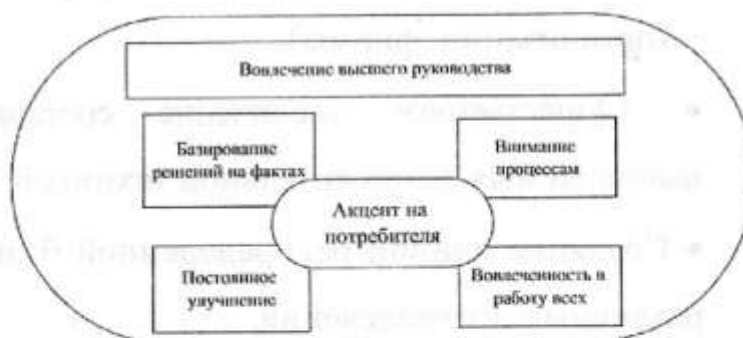 Вовлечение высшего руководства
Базирование
решений на фактах
Внимание
процессам
Акцент на
потребителя
Постоянное
улучшение
Вовлеченность в
работу всех